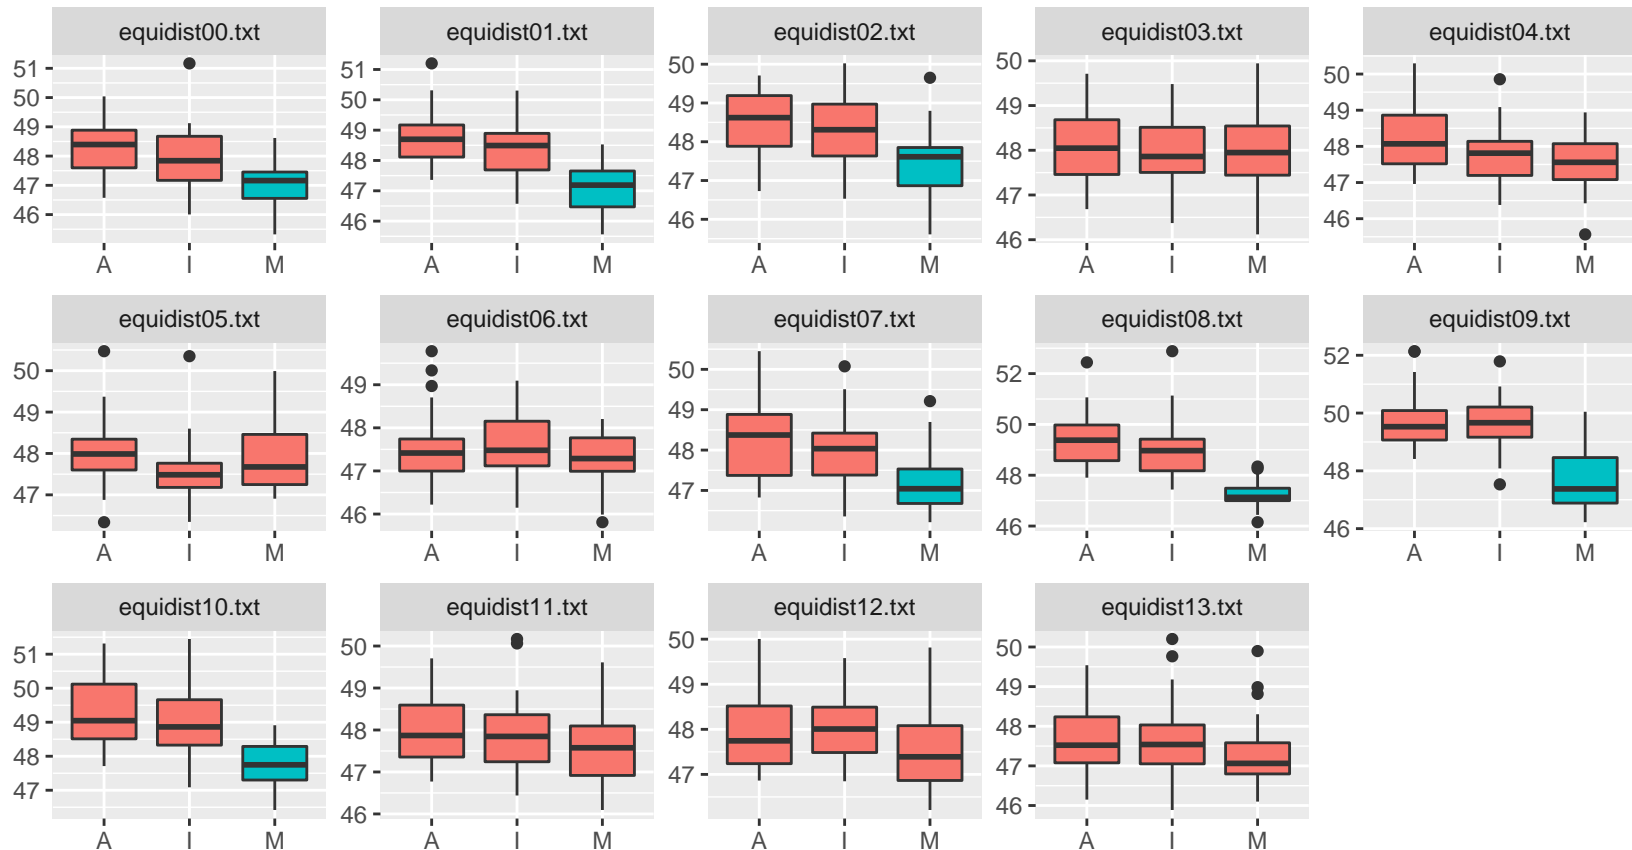 equidist00.txt
51
50
49
48
47
46
A I M
equidist01.txt
51
50
49
48
47
46
A I M
equidist02.txt
50
49
48
47
46
A I M
equidist03.txt
50
49
48
47
46
A I M
equidist04.txt
50
49
48
47
46
A I M
equidist05.txt
50
49
48
47
A I M
equidist06.txt
49
48
47
46
A I M
equidist07.txt
50
49
48
47
A I M
equidist08.txt
52
50
48
46
A I M
equidist09.txt
52
50
48
46
A I M
equidist10.txt
51
50
49
48
47
A I M
equidist11.txt
50
49
48
47
46
A I M
equidist12.txt
50
49
48
47
A I M
equidist13.txt
50
49
48
47
46
A I M